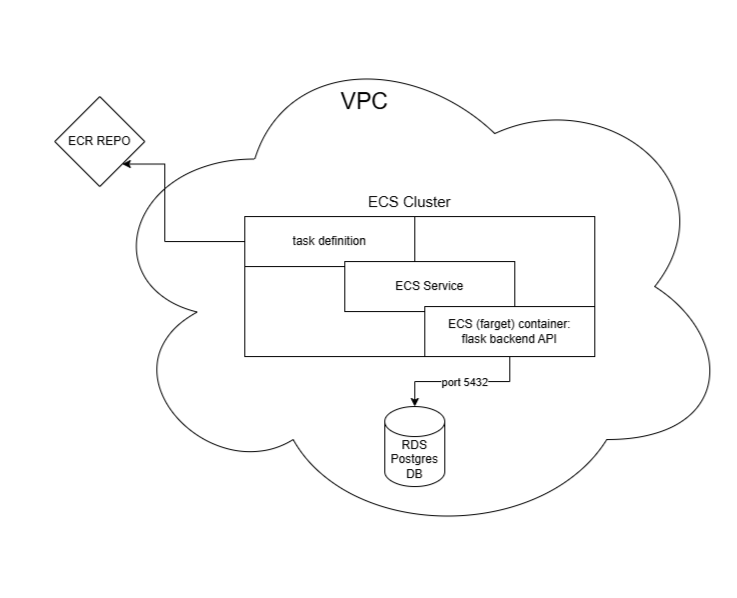 VPC
ECR REPO
ECS Cluster
task definition
ECS Service
ECS (farget) container:
flask backend API
port 5432
RDS
Postgres
DB